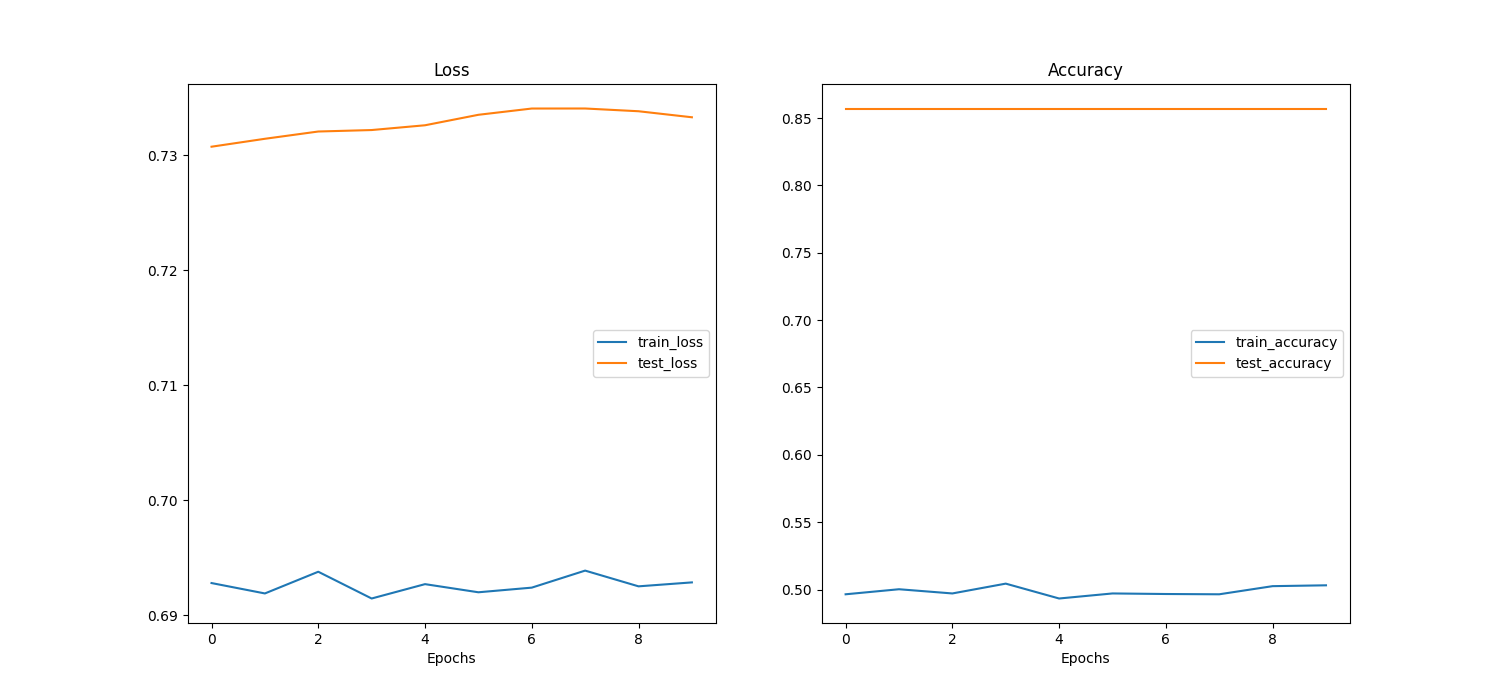 Loss
0.73
0.72
0.71
0.70
0.69
0 2 4 6 8
Epochs
train_loss
test_loss
Accuracy
0.85
0.80
0.75
0.70
0.65
0.60
0.55
0.50
0 2 4 6 8
Epochs
train_accuracy
test_accuracy